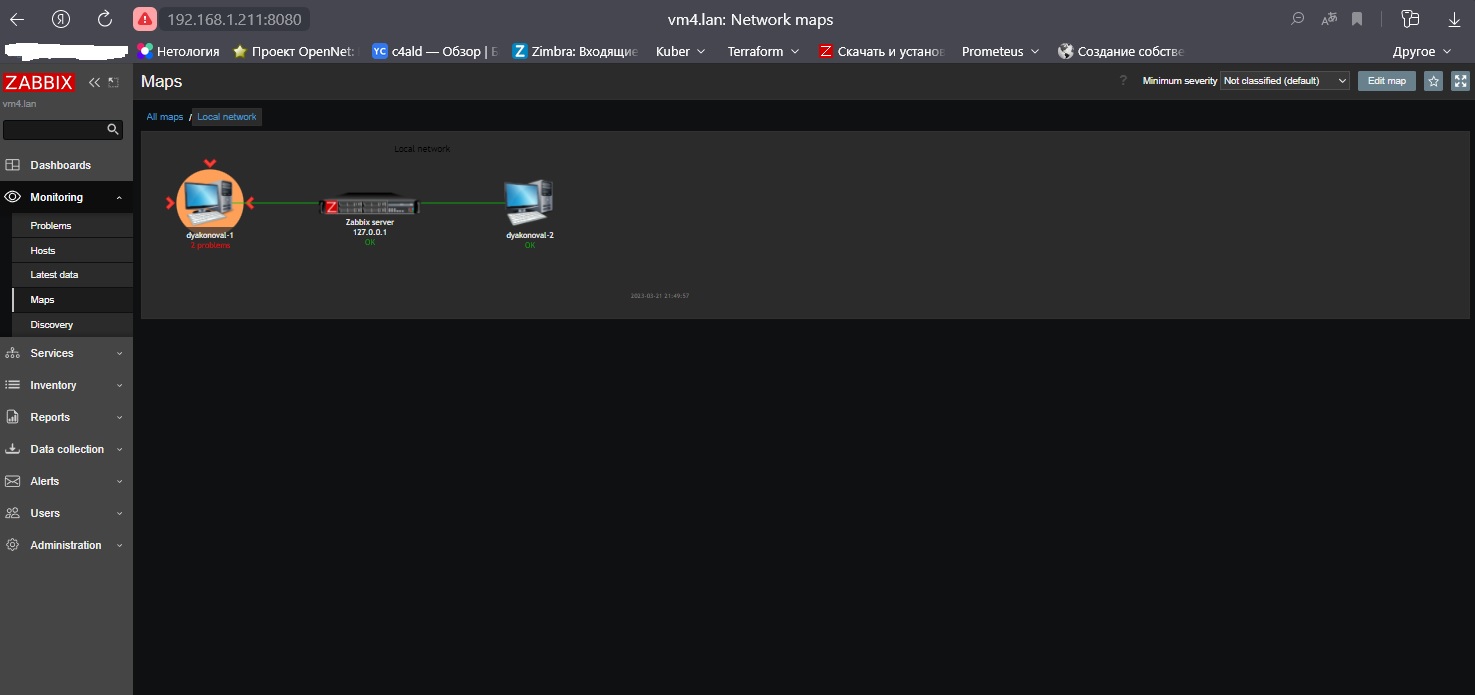 192.168.1.211:8080 vm4.lan: Network maps
Нетология Проект OpenNet: YC c4ald — Обзор | Б Z Zimbra: Входящие Kuber Terraform Z Скачать и установ Prometeus Создание собстве Другое
ZABBIX
vm4.lan
Maps ? Minimum severity Not classified (default) Edit map
All maps / Local network
Dashboards
Monitoring
Problems
Hosts
Latest data
Maps
Discovery
Services
Inventory
Reports
Data collection
Alerts
Users
Administration
Local network
dyakonoval-1
2 problems
Z
Zabbix server
127.0.0.1
OK
dyakonoval-2
OK
2023-03-21 21:49:57